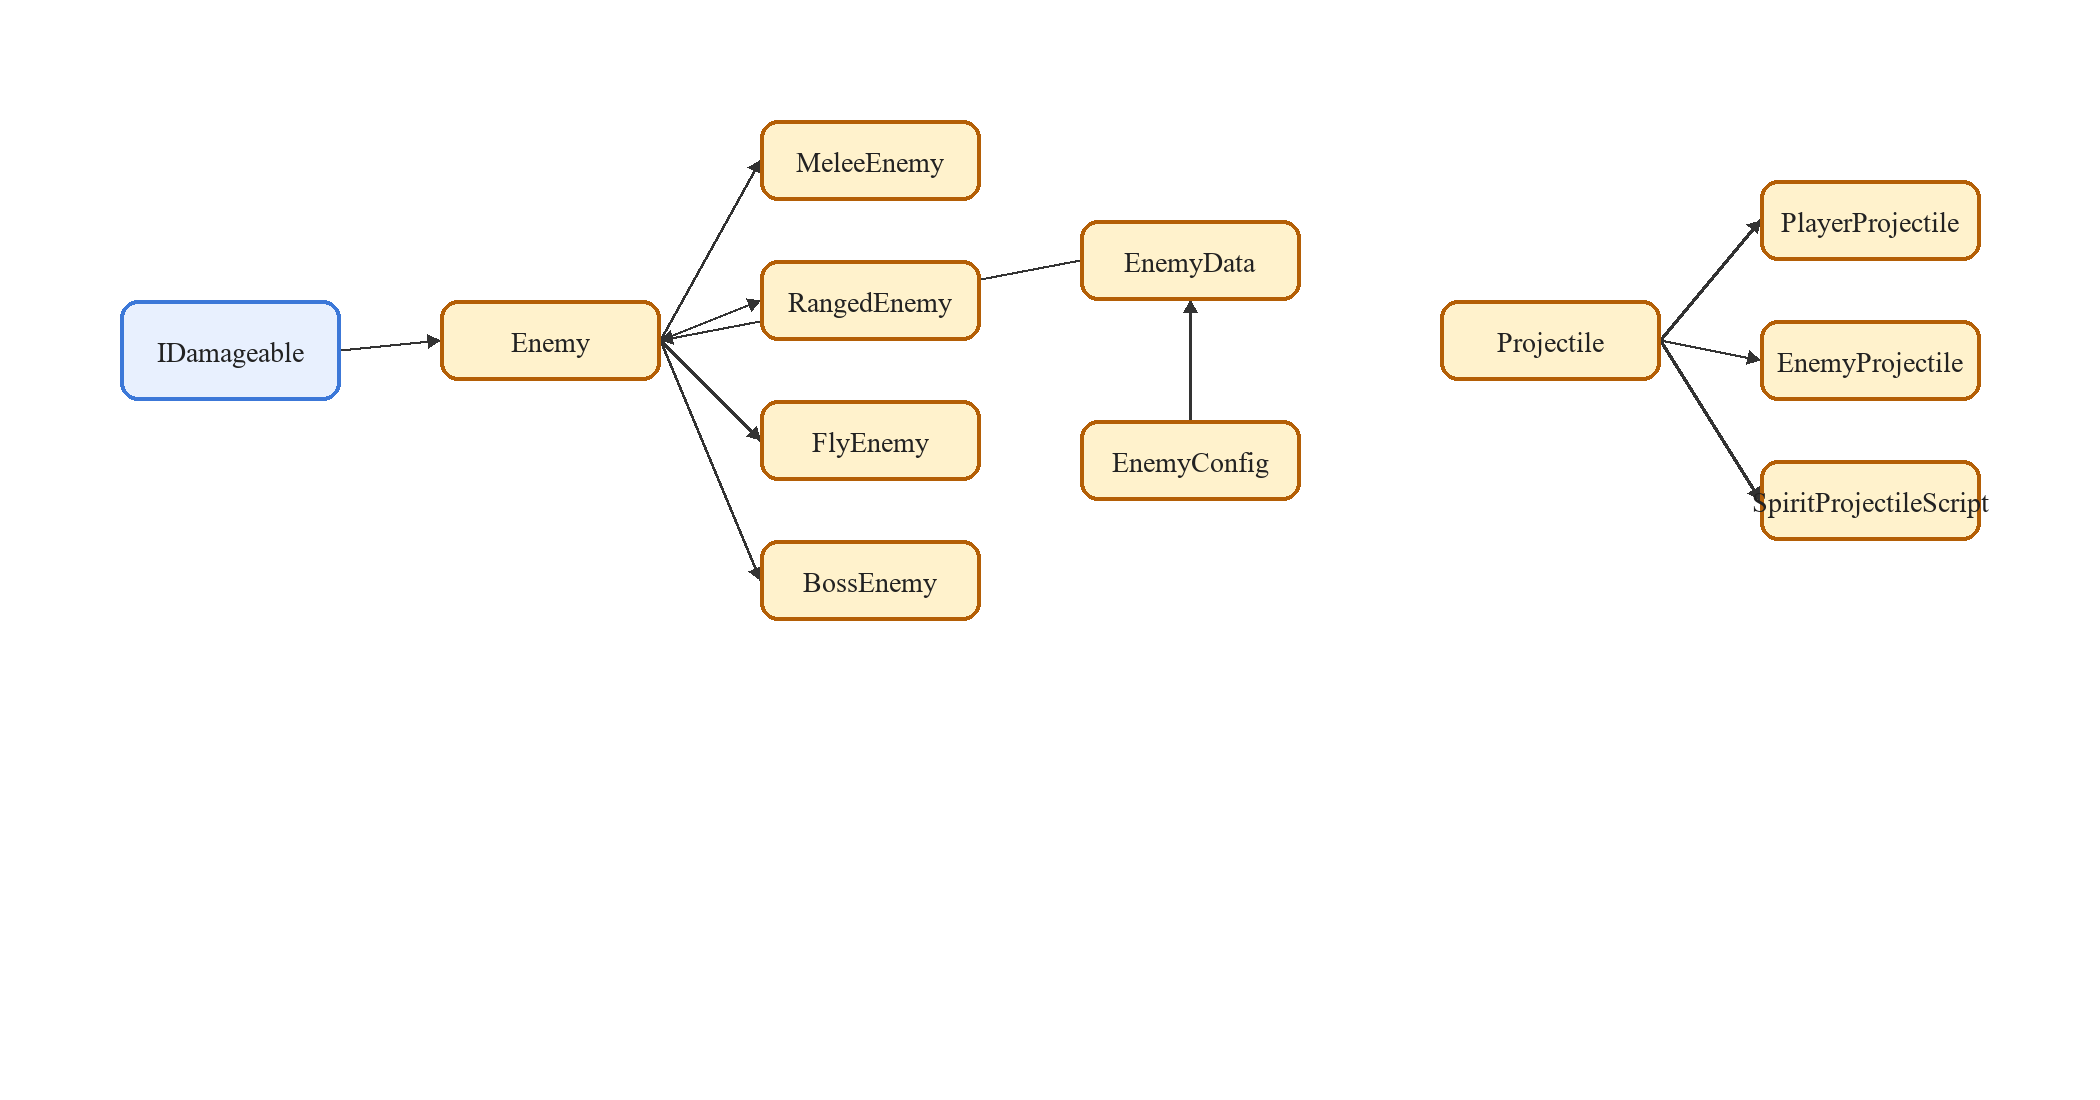 MeleeEnemy
PlayerProjectile
EnemyData
RangedEnemy
IDamageable
Enemy
Projectile
EnemyProjectile
FlyEnemy
EnemyConfig
SpiritProjectileScript
BossEnemy